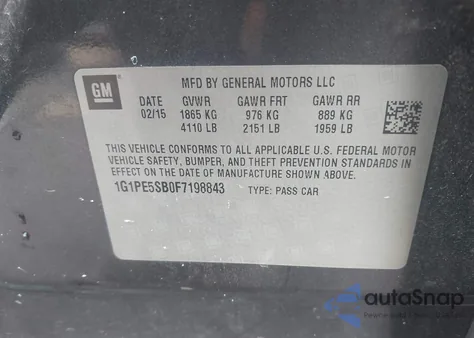 GM
MFD BY GENERAL MOTORS LLC
DATE GVWR GAWR FRT GAWR RR
02/15 1865 KG 976 KG 889 KG
4110 LB 2151 LB 1959 LB
THIS VEHICLE CONFORMS TO ALL APPLICABLE U.S. FEDERAL MOTOR
VEHICLE SAFETY, BUMPER, AND THEFT PREVENTION STANDARDS
IN EFFECT ON THE DATE OF MANUFACTURE SHOWN ABOVE.
1G1PE5SB0F7198843 TYPE: PASS CAR
autoSnap